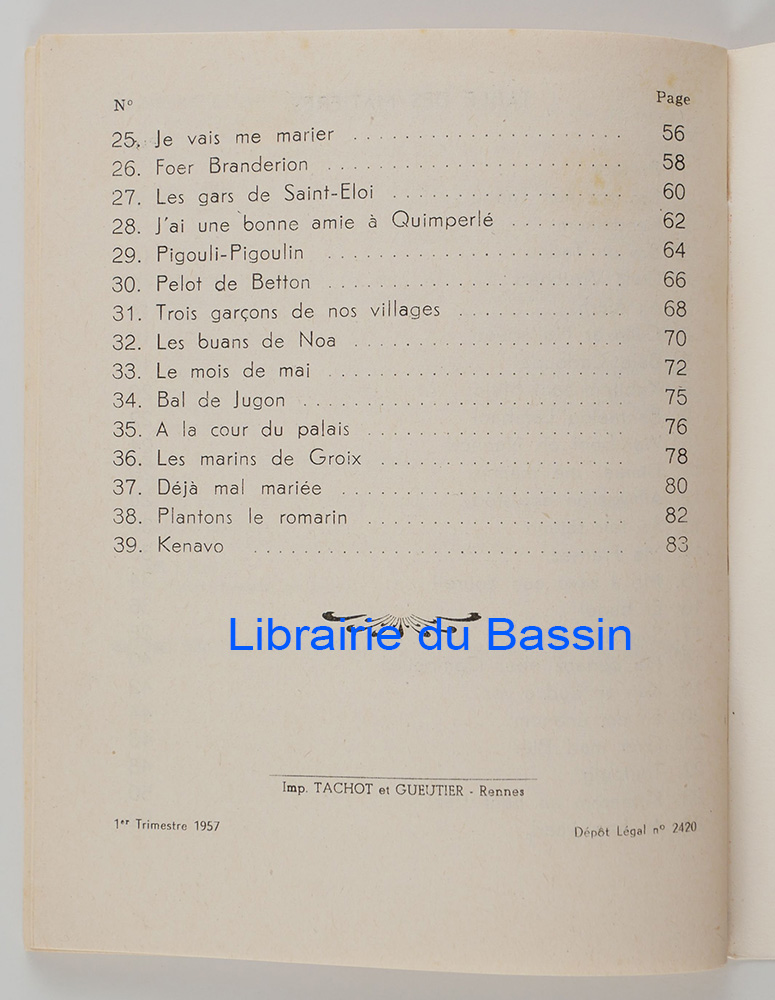 N° Page
25. Je vais me marier . . . . . . . . . . . . . . . . . . . . . . 56
26. Foer Branderion . . . . . . . . . . . . . . . . . . . . . . . . 58
27. Les gars de Saint-Eloi . . . . . . . . . . . . . . . . . . . 60
28. J'ai une bonne amie à Quimperlé . . . . . . . . . 62
29. Pigouli-Pigoulin . . . . . . . . . . . . . . . . . . . . . . . . 64
30. Pelot de Betton . . . . . . . . . . . . . . . . . . . . . . . . 66
31. Trois garçons de nos villages . . . . . . . . . . . . . 68
32. Les buans de Noa . . . . . . . . . . . . . . . . . . . . . . 70
33. Le mois de mai . . . . . . . . . . . . . . . . . . . . . . . . 72
34. Bal de Jugon . . . . . . . . . . . . . . . . . . . . . . . . . . 75
35. A la cour du palais . . . . . . . . . . . . . . . . . . . . . 76
36. Les marins de Groix . . . . . . . . . . . . . . . . . . . . 78
37. Déjà mal mariée . . . . . . . . . . . . . . . . . . . . . . . 80
38. Plantons le romarin . . . . . . . . . . . . . . . . . . . . . 82
39. Kenavo . . . . . . . . . . . . . . . . . . . . . . . . . . . . . . 83
Librairie du Bassin
Imp. TACHOT et GUEUTIER - Rennes
1er Trimestre 1957 Dépôt Légal n° 2420